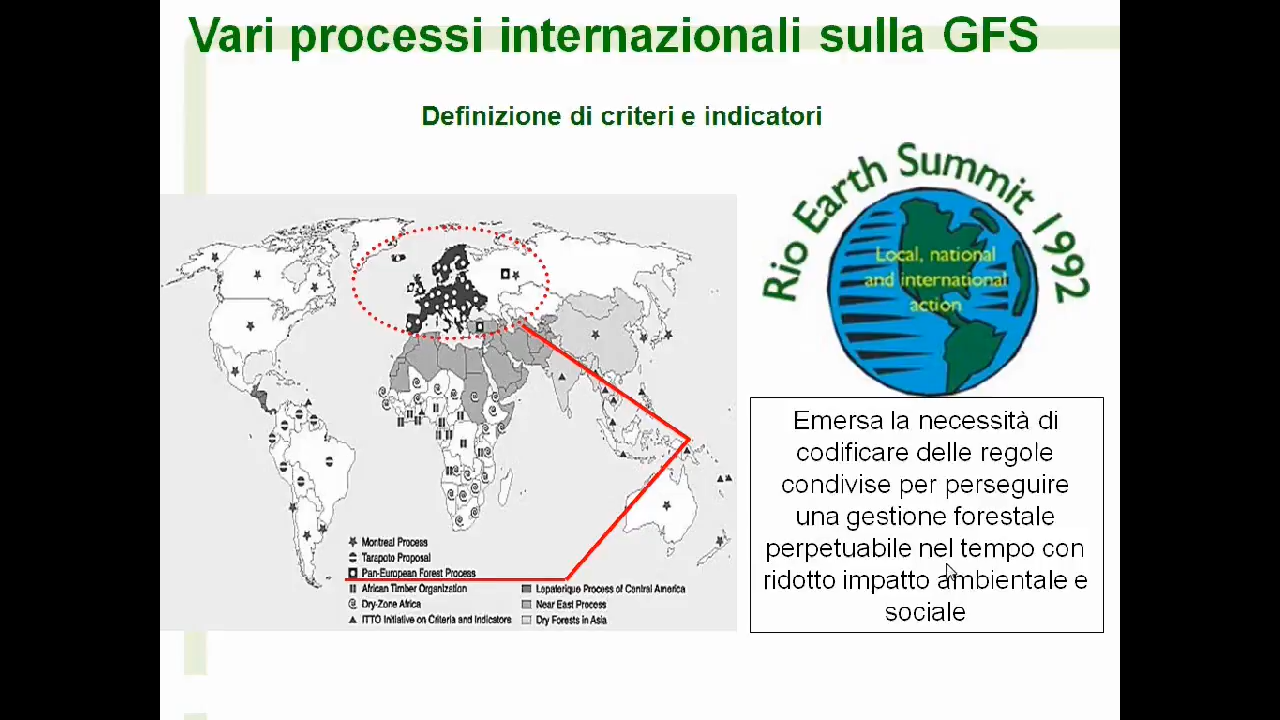 Vari processi internazionali sulla GFS
Definizione di criteri e indicatori
Rio Earth Summit 1992
Local, national
and international
action
Emersa la necessità di
codificare delle regole
condivise per perseguire
una gestione forestale
perpetuabile nel tempo con
ridotto impatto ambientale e
sociale
Montreal Process
Tarapoto Proposal
Pan-European Forest Process
African Timber Organization
Dry-Zone Africa
ITTO Initiative on Criteria and Indicators
Lepaterique Process of Central America
Near East Process
Dry Forests in Asia